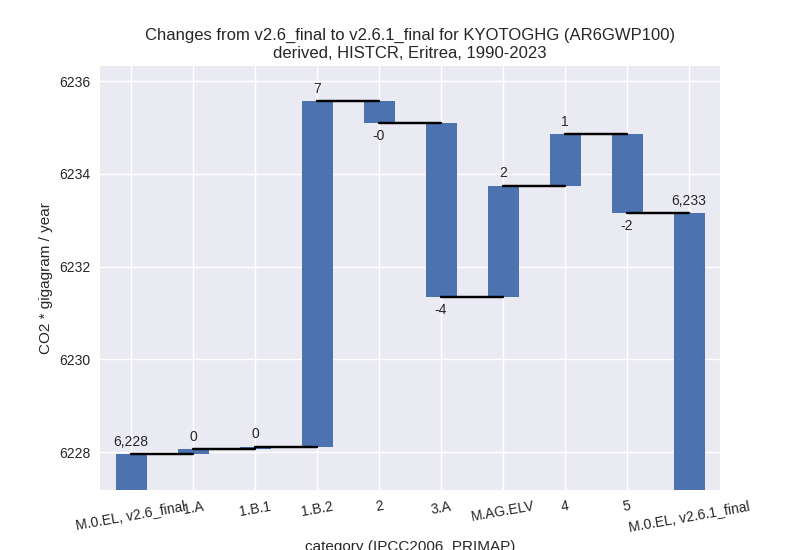 Changes from v2.6_final to v2.6.1_final for KYOTOGHG (AR6GWP100)
derived, HISTCR, Eritrea, 1990-2023
CO2 * gigagram / year
6236
6234
6232
6230
6228
6,228
0
0
7
-0
-4
2
1
-2
6,233
M.0.EL, v2.6_final
1.A
1.B.1
1.B.2
2
3.A
M.AG.ELV
4
5
M.0.EL, v2.6.1_final
category (IPCC2006_PRIMAP)